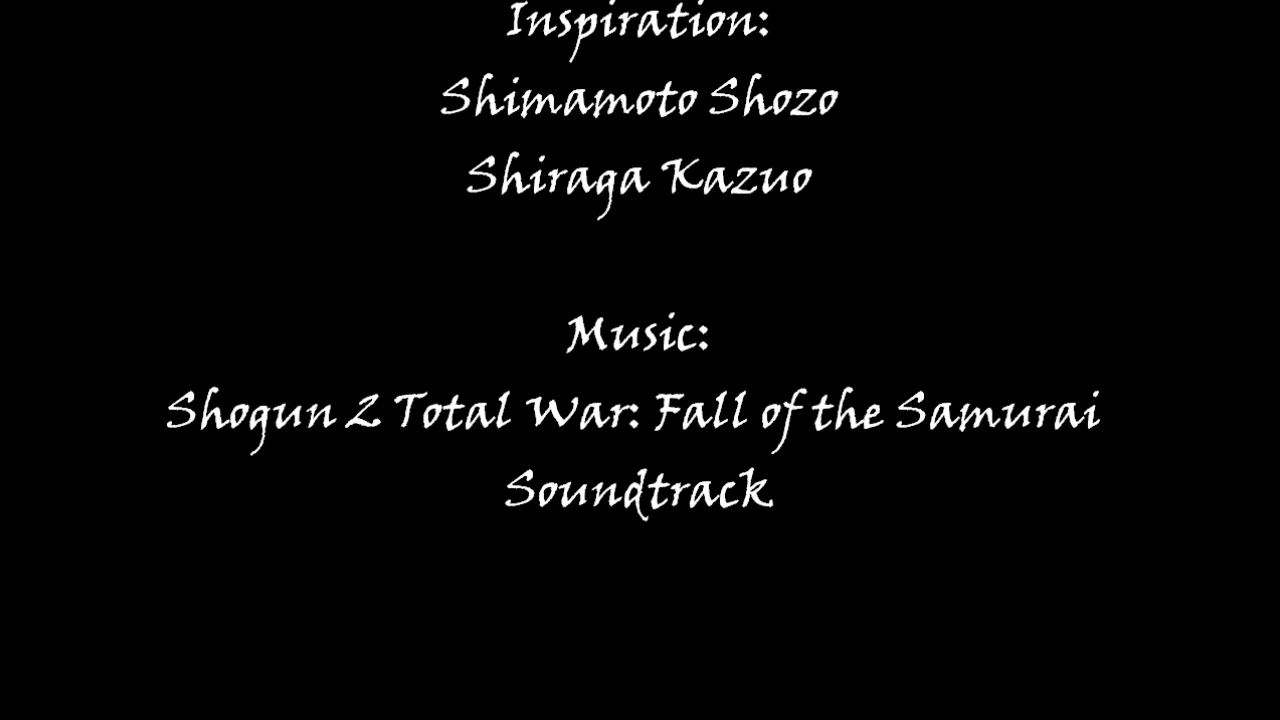 Inspiration:
Shimamoto Shozo
Shiraga Kazuo
Music:
Shogun 2 Total War: Fall of the Samurai
Soundtrack